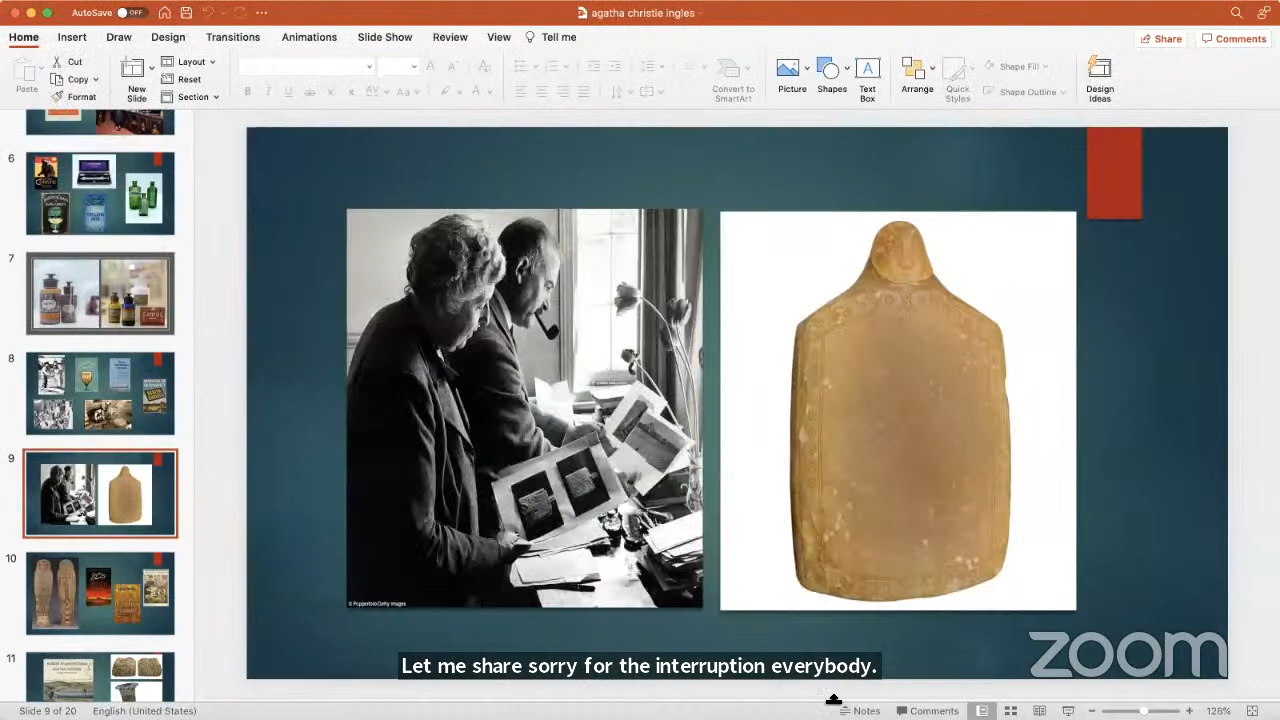 AutoSave OFF
agatha christie ingles
Home Insert Draw Design Transitions Animations Slide Show Review View Tell me
Share Comments
Paste
Cut
Copy
Format
New Slide
Layout
Reset
Section
Convert to SmartArt
Picture
Shapes
Text Box
Arrange
Quick Styles
Shape Fill
Shape Outline
Design Ideas
6
7
8
9
10
11
© Popperfoto/Getty Images
zoom
Let me share sorry for the interruption everybody.
Slide 9 of 20 English (United States) Notes Comments 128%